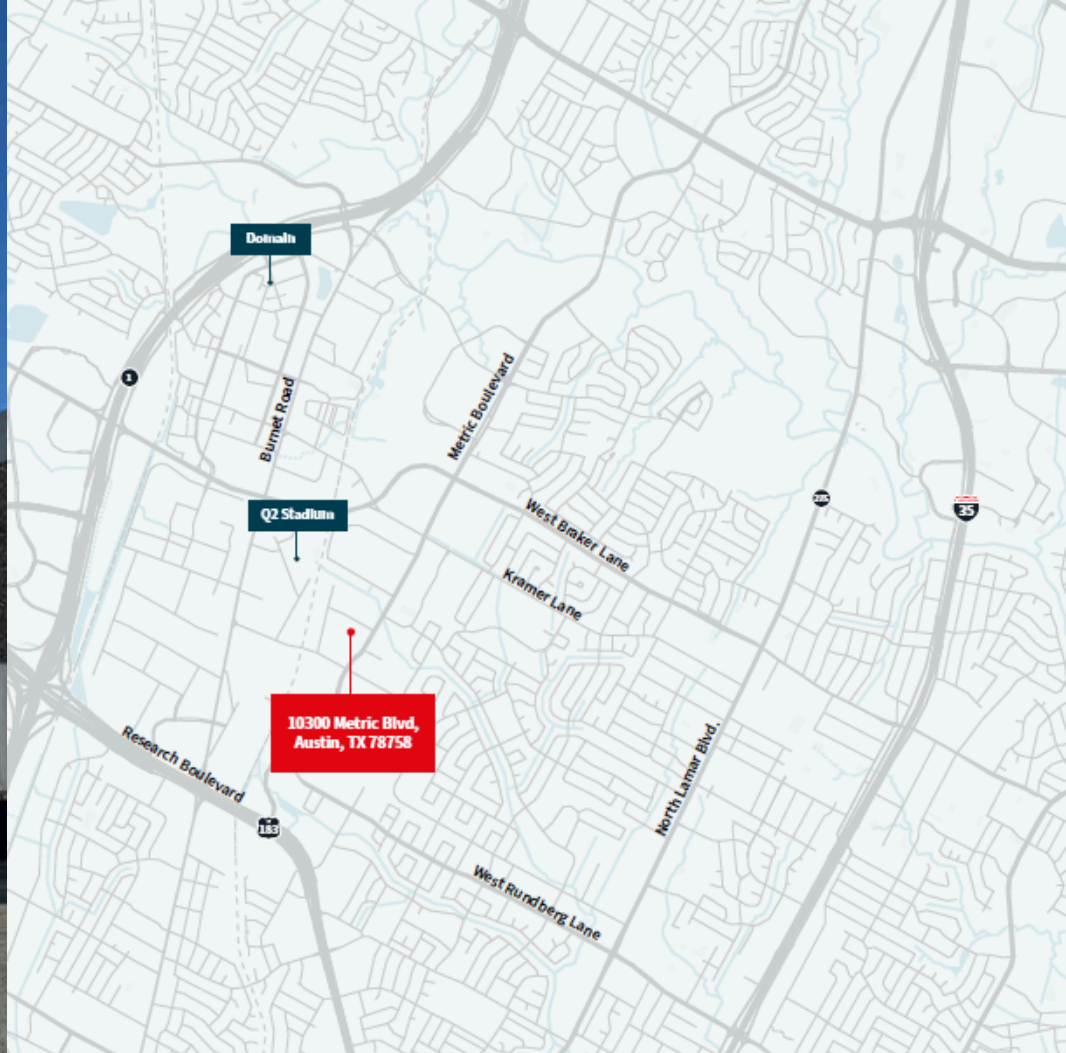 Domain
1
Burnet Road
Metric Boulevard
Q2 Stadium
West Braker Lane
275
35
Kramer Lane
10300 Metric Blvd,
Austin, TX 78758
Research Boulevard
183
North Lamar Blvd.
West Rundberg Lane